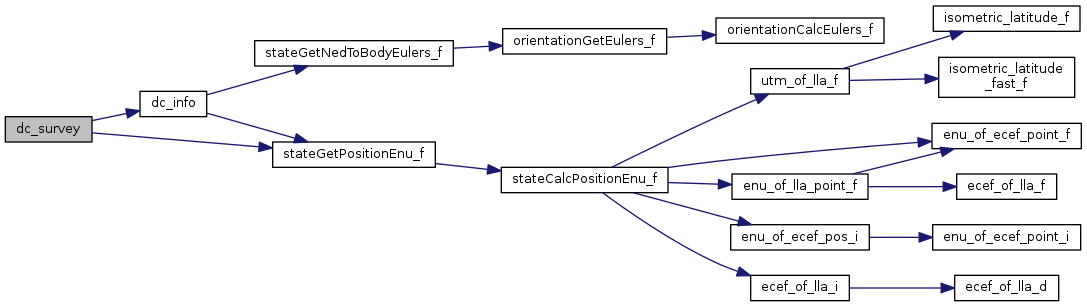 dc_survey
dc_info
stateGetNedToBodyEulers_f
stateGetPositionEnu_f
orientationGetEulers_f
stateCalcPositionEnu_f
orientationCalcEulers_f
utm_of_lla_f
enu_of_lla_point_f
enu_of_ecef_pos_i
ecef_of_lla_i
isometric_latitude_f
isometric_latitude
_fast_f
enu_of_ecef_point_f
ecef_of_lla_f
enu_of_ecef_point_i
ecef_of_lla_d